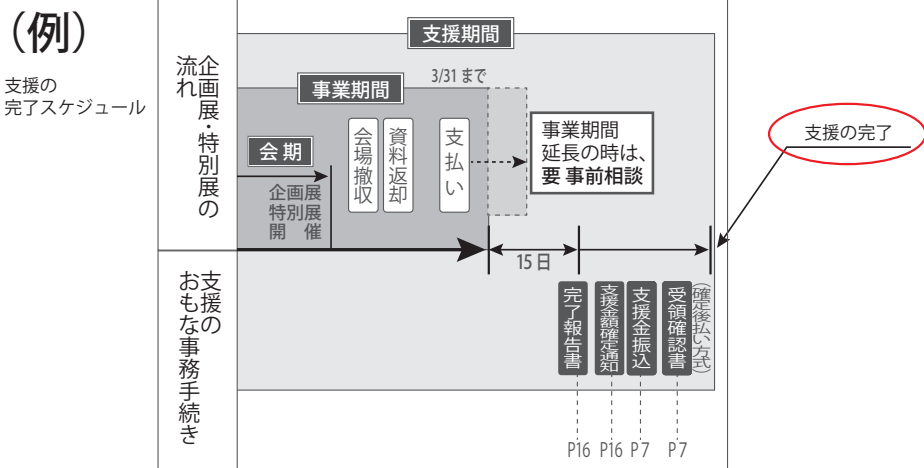 （例）
支援の
完了スケジュール
企画展・特別展の
流れ
支援期間
3/31 まで
事業期間
会 期
企画展
特別展
開　催
会場撤収
資料返却
支払い
事業期間
延長の時は、
要 事前相談
支援の完了
15 日
支援の
おもな事務手続き
完了報告書
支援金額確定通知
支援金振込
受領確認書
（確定後払い方式）
P16
P16
P7
P7